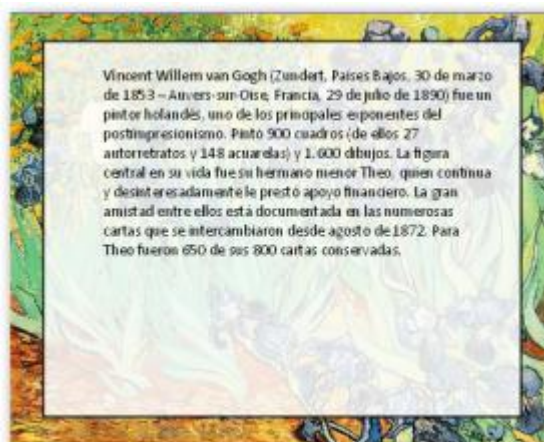 Vincent Willem van Gogh (Zundert, Países Bajos, 30 de marzo
de 1853 – Auvers-sur-Oise, Francia, 29 de julio de 1890) fue un
pintor holandés, uno de los principales exponentes del
postimpresionismo. Pintó 900 cuadros (de ellos 27
autorretratos y 148 acuarelas) y 1.600 dibujos. La figura
central en su vida fue su hermano menor Theo, quien continua
y desinteresadamente le prestó apoyo financiero. La gran
amistad entre ellos está documentada en las numerosas
cartas que se intercambiaron desde agosto de 1872. Para
Theo fueron 650 de sus 800 cartas conservadas.